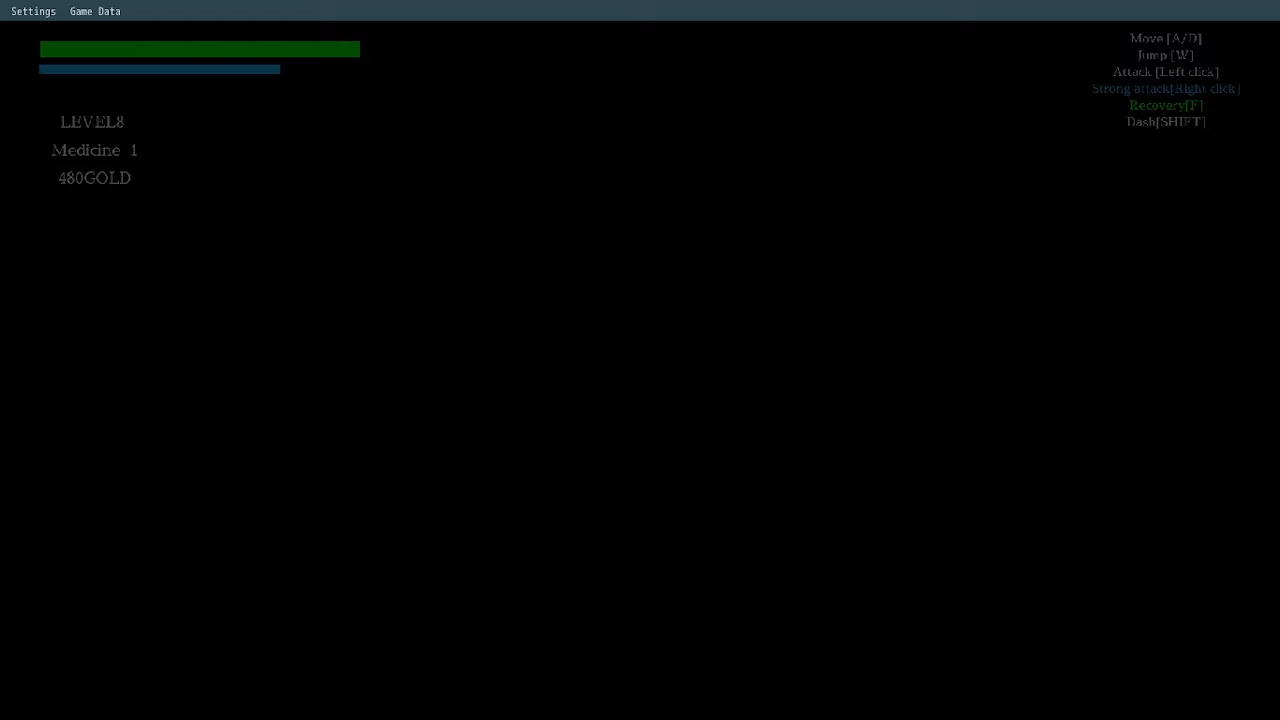 Settings Game Data
Move [A/D]
Jump [W]
Attack [Left click]
Strong attack[Right click]
Recovery[F]
Dash[SHIFT]
LEVEL8
Medicine 1
480GOLD